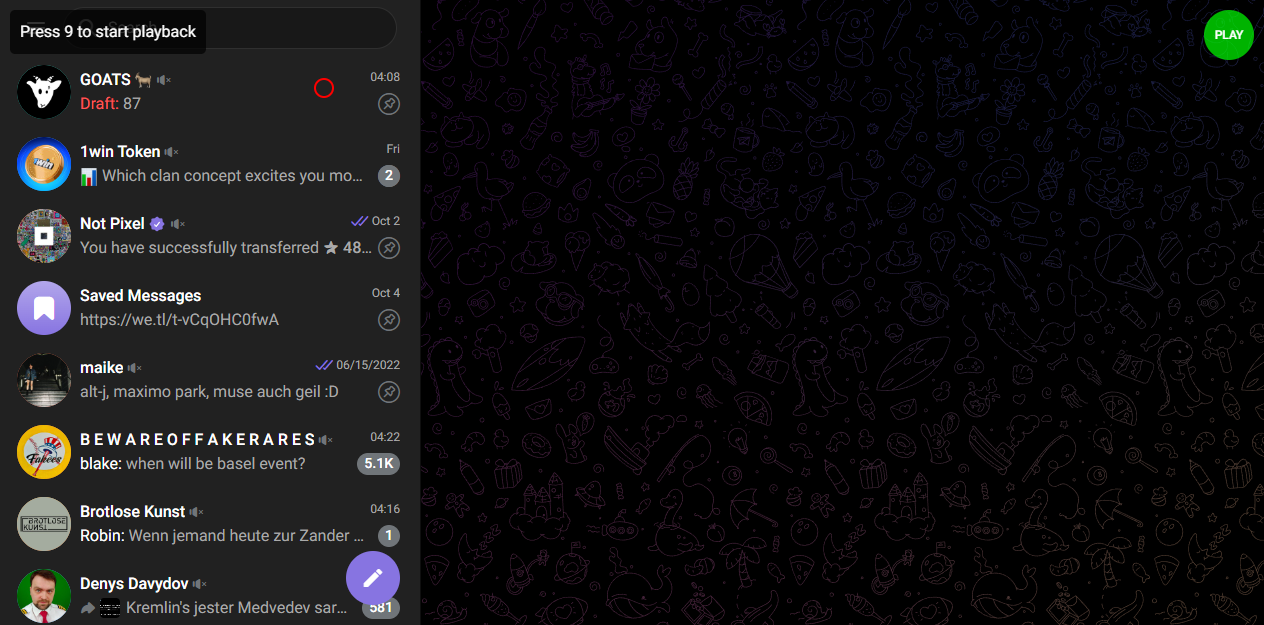 Press 9 to start playback
PLAY
GOATS 🐐
04:08
Draft: 87
1win Token
Fri
📊 Which clan concept excites you mo...
2
Not Pixel
Oct 2
You have successfully transferred ⭐ 48...
Saved Messages
Oct 4
https://we.tl/t-vCqOHC0fwA
maike
06/15/2022
alt-j, maximo park, muse auch geil :D
B E W A R E O F F A K E R A R E S
04:22
blake: when will be basel event?
5.1K
Brotlose Kunst
04:16
Robin: Wenn jemand heute zur Zander ...
1
Denys Davydov
Kremlin's jester Medvedev sar...
581
1win
Fakes
BROTLOSE
KUNST